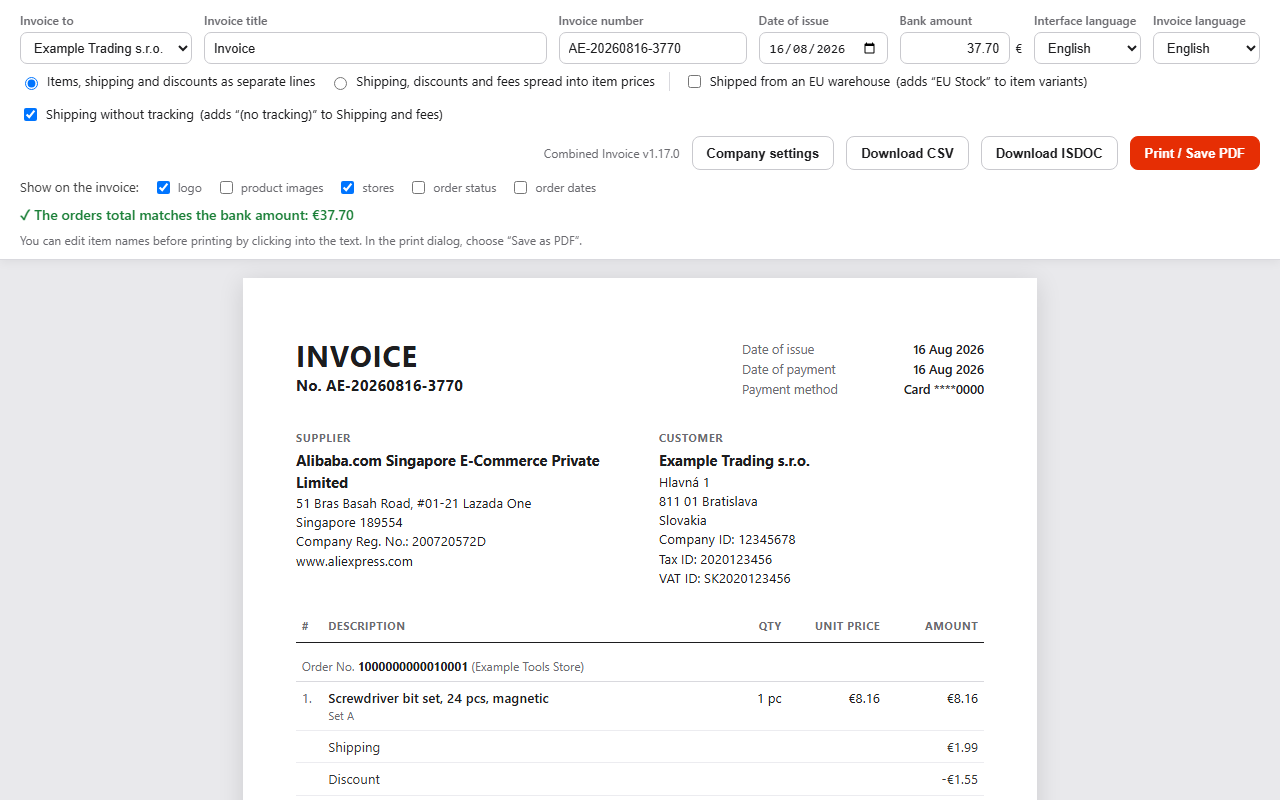 Invoice to
Invoice title
Invoice number
Date of issue
Bank amount
Interface language
Invoice language
Example Trading s.r.o.
Invoice
AE-20260816-3770
16/08/2026
37.70 €
English
English
Items, shipping and discounts as separate lines
Shipping, discounts and fees spread into item prices
Shipped from an EU warehouse (adds “EU Stock” to item variants)
Shipping without tracking (adds “(no tracking)” to Shipping and fees)
Combined Invoice v1.17.0
Company settings
Download CSV
Download ISDOC
Print / Save PDF
Show on the invoice:
logo
product images
stores
order status
order dates
✓ The orders total matches the bank amount: €37.70
You can edit item names before printing by clicking into the text. In the print dialog, choose “Save as PDF”.
INVOICE
No. AE-20260816-3770
Date of issue 16 Aug 2026
Date of payment 16 Aug 2026
Payment method Card ****0000
SUPPLIER
Alibaba.com Singapore E-Commerce Private
Limited
51 Bras Basah Road, #01-21 Lazada One
Singapore 189554
Company Reg. No.: 200720572D
www.aliexpress.com
CUSTOMER
Example Trading s.r.o.
Hlavná 1
811 01 Bratislava
Slovakia
Company ID: 12345678
Tax ID: 2020123456
VAT ID: SK2020123456
# DESCRIPTION QTY UNIT PRICE AMOUNT
Order No. 1000000000010001 (Example Tools Store)
1. Screwdriver bit set, 24 pcs, magnetic 1 pc €8.16 €8.16
Set A
Shipping €1.99
Discount -€1.55